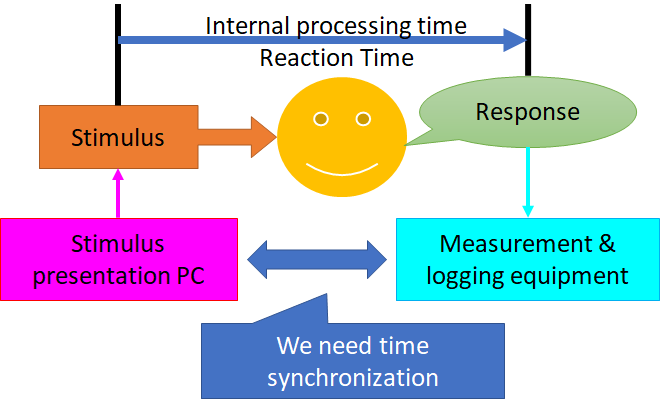 Internal processing time
Reaction Time
Stimulus
Response
Stimulus
presentation PC
Measurement &
logging equipment
We need time
synchronization